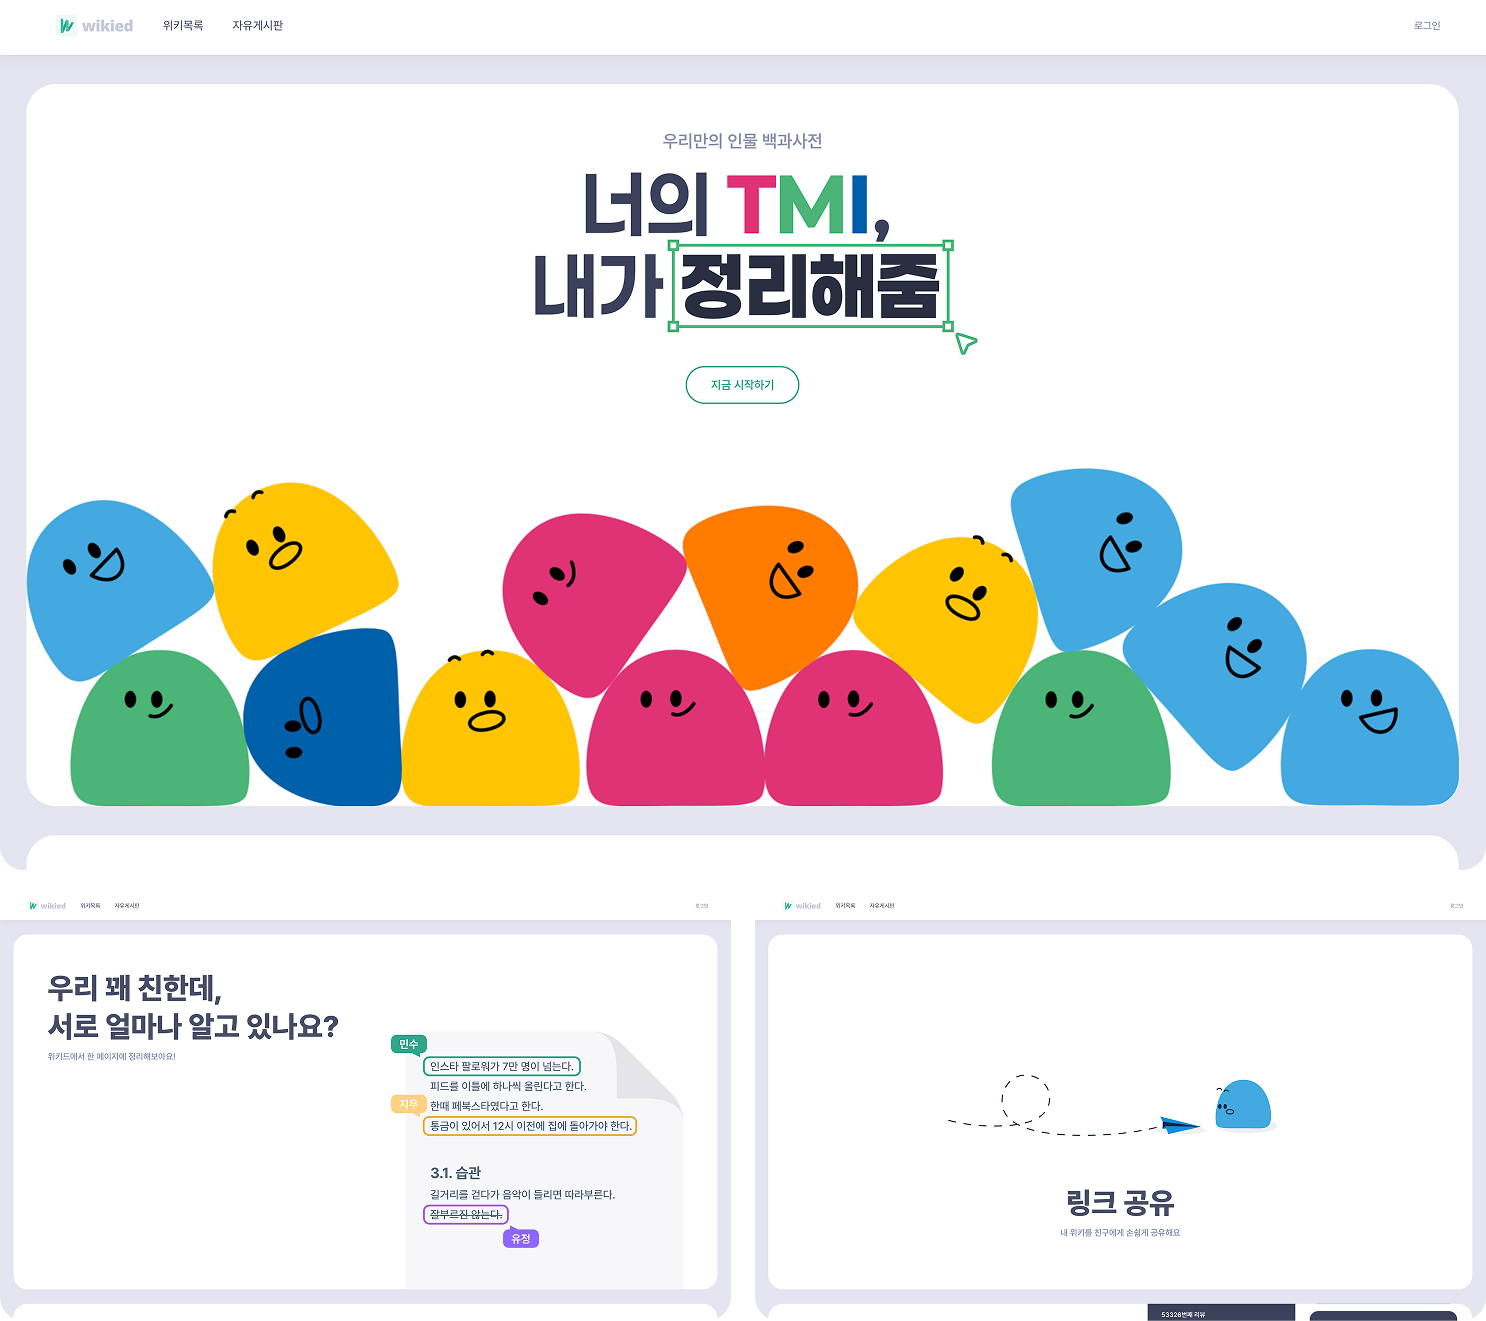 wikied 위키목록 자유게시판 로그인
우리만의 인물 백과사전
너의 TMI,
내가 정리해줌
지금 시작하기
wikied 위키목록 자유게시판 로그인
우리 꽤 친한데,
서로 얼마나 알고 있나요?
위키드에서 한 페이지에 정리해보아요!
민수
인스타 팔로워가 7만 명이 넘는다.
피드를 이틀에 하나씩 올린다고 한다.
지우
한때 페북스타였다고 한다.
통금이 있어서 12시 이전에 집에 돌아가야 한다.
3.1. 습관
길거리를 걷다가 음악이 들리면 따라부른다.
잘부르진 않는다.
유정
wikied 위키목록 자유게시판 로그인
링크 공유
내 위키를 친구에게 손쉽게 공유해요
53326번째 리뷰